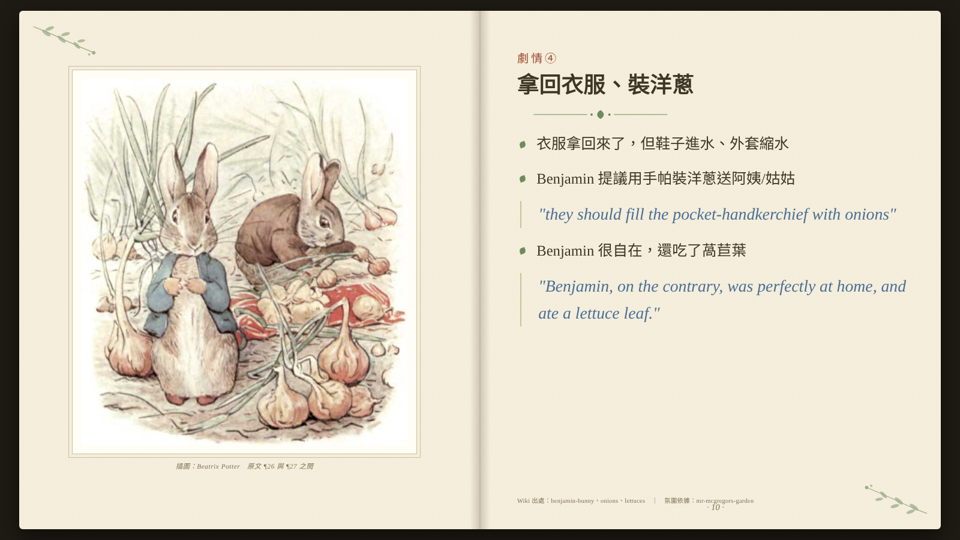 插圖：Beatrix Potter　原文 ¶26 與 ¶27 之間
劇情④
拿回衣服、裝洋蔥
衣服拿回來了，但鞋子進水、外套縮水
Benjamin 提議用手帕裝洋蔥送阿姨/姑姑
"they should fill the pocket-handkerchief with onions"
Benjamin 很自在，還吃了萵苣葉
"Benjamin, on the contrary, was perfectly at home, and
ate a lettuce leaf."
Wiki 出處：benjamin-bunny、onions、lettuces　|　氛圍依據：mr-mcgregors-garden
- 10 -